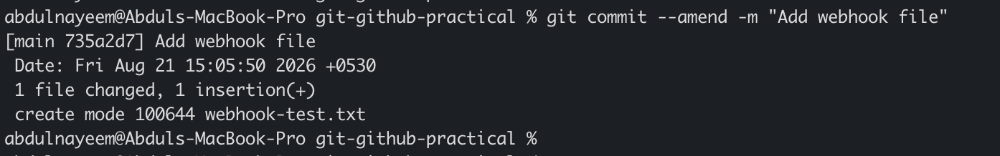 abdulnayeem@Abduls-MacBook-Pro git-github-practical % git commit --amend -m "Add webhook file"
[main 735a2d7] Add webhook file
 Date: Fri Aug 21 15:05:50 2026 +0530
 1 file changed, 1 insertion(+)
 create mode 100644 webhook-test.txt
abdulnayeem@Abduls-MacBook-Pro git-github-practical %